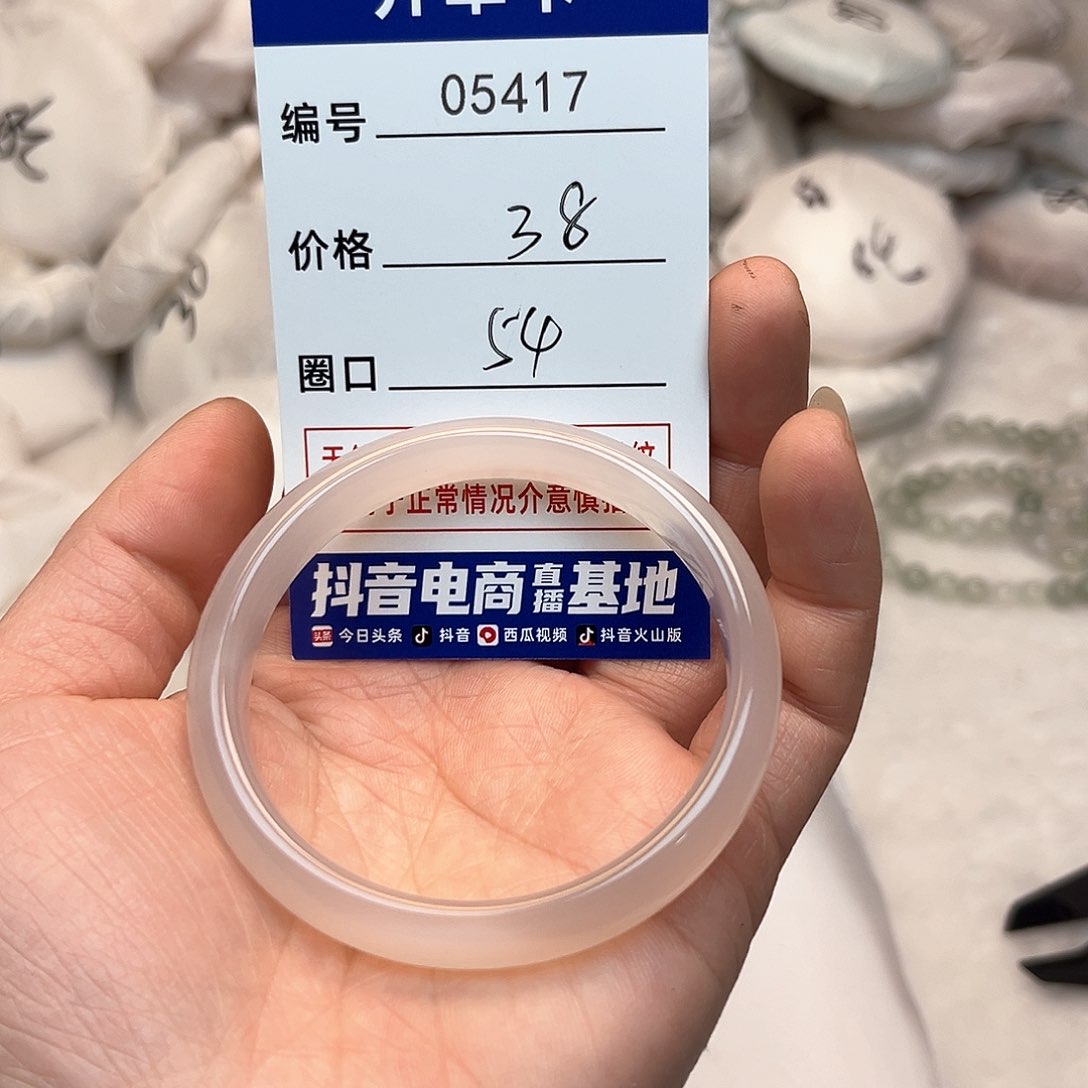 编号 05417
价格 38
圈口 54
正常情况介意慎拍
抖音电商直播基地
今日头条 抖音 西瓜视频 抖音火山版